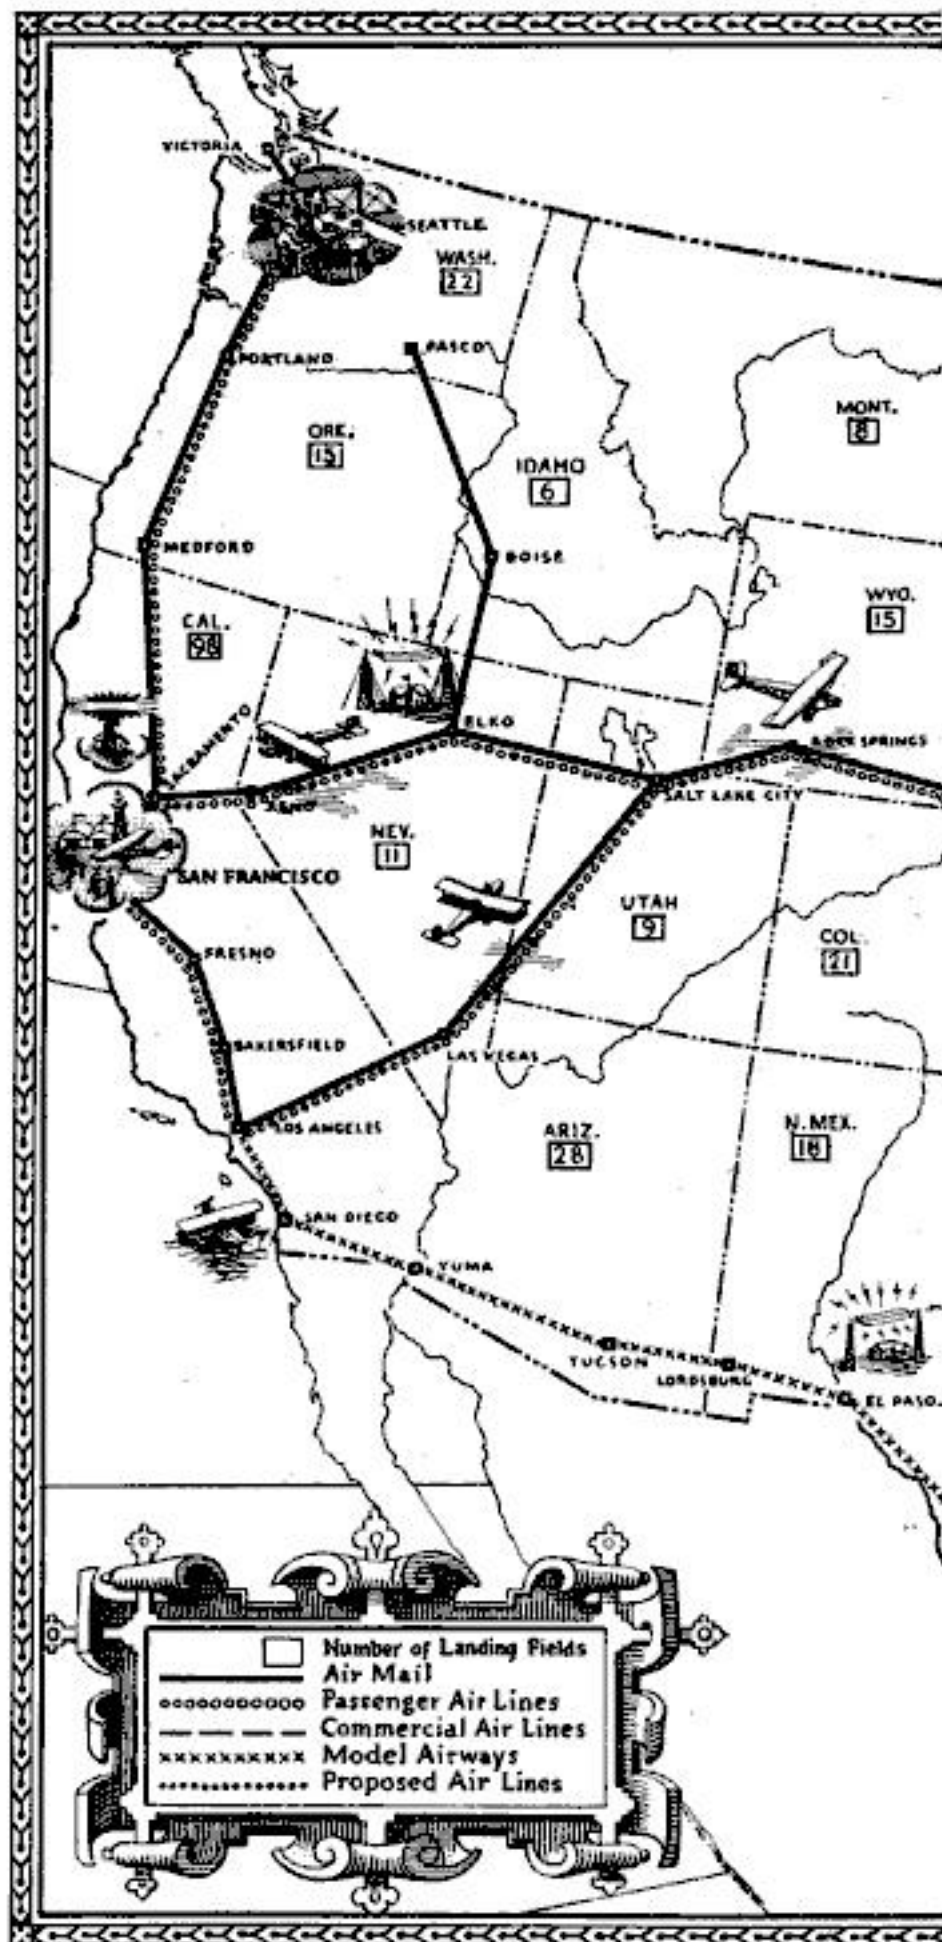 VICTORIA
SEATTLE
WASH.
22
PORTLAND
PASCO
MONT.
8
ORE.
15
IDAHO
6
MEDFORD
BOISE
WYO.
15
CAL.
98
SACRAMENTO
ELKO
ROCK SPRINGS
RENO
SALT LAKE CITY
NEV.
11
SAN FRANCISCO
UTAH
9
COL.
21
FRESNO
BAKERSFIELD
LAS VEGAS
LOS ANGELES
ARIZ.
28
N. MEX.
18
SAN DIEGO
YUMA
TUCSON
LORDSBURG
EL PASO.
Number of Landing Fields
Air Mail
Passenger Air Lines
Commercial Air Lines
Model Airways
Proposed Air Lines